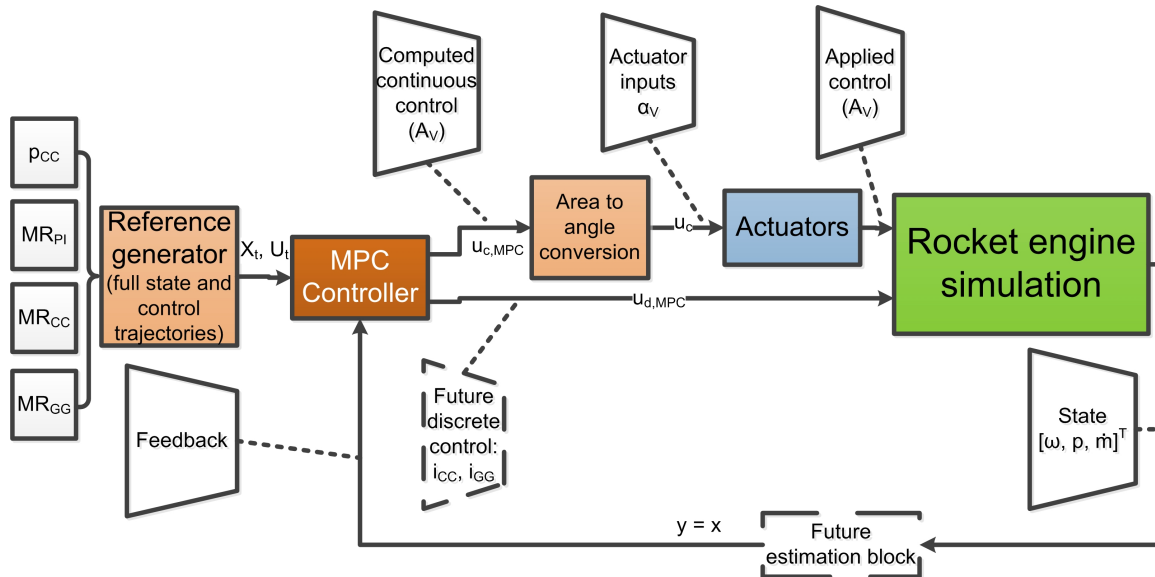 Computed
continuous
control
(A_V)
Actuator
inputs
α_V
Applied
control
(A_V)
p_CC
MR_PI
MR_CC
MR_GG
Reference
generator
(full state and
control
trajectories)
X_t, U_t
MPC
Controller
u_c,MPC
Area to
angle
conversion
u_c
Actuators
Rocket engine
simulation
u_d,MPC
Feedback
Future
discrete
control:
i_CC, i_GG
State
[ω, p, ṁ]^T
y = x
Future
estimation block